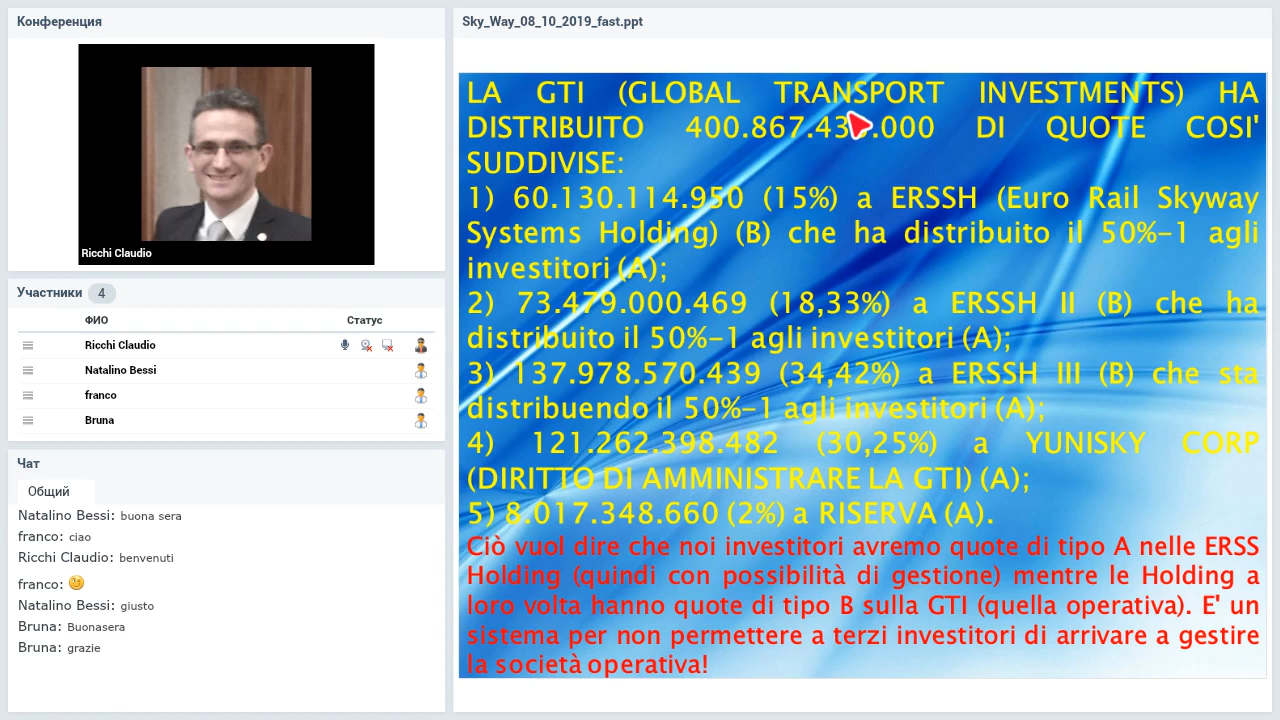 Конференция
Ricchi Claudio
Участники 4
ФИО Статус
Ricchi Claudio
Natalino Bessi
franco
Bruna
Чат
Общий
Natalino Bessi: buona sera
franco: ciao
Ricchi Claudio: benvenuti
franco:
Natalino Bessi: giusto
Bruna: Buonasera
Bruna: grazie
Sky_Way_08_10_2019_fast.ppt
LA GTI (GLOBAL TRANSPORT INVESTMENTS) HA
DISTRIBUITO DI QUOTE COSI'
SUDDIVISE:
1) 60.130.114.950 (15%) a ERSSH (Euro Rail Skyway
Systems Holding) (B) che ha distribuito il 50%-1 agli
investitori (A);
2) 73.479.000.469 (18,33%) a ERSSH II (B) che ha
distribuito il 50%-1 agli investitori (A);
3) 137.978.570.439 (34,42%) a ERSSH III (B) che sta
distribuendo il 50%-1 agli investitori (A);
4) 121.262.398.482 (30,25%) a YUNISKY CORP
(DIRITTO DI AMMINISTRARE LA GTI) (A);
5) 8.017.348.660 (2%) a RISERVA (A).
Ciò vuol dire che noi investitori avremo quote di tipo A nelle ERSS
Holding (quindi con possibilità di gestione) mentre le Holding a
loro volta hanno quote di tipo B sulla GTI (quella operativa). E' un
sistema per non permettere a terzi investitori di arrivare a gestire
la società operativa!